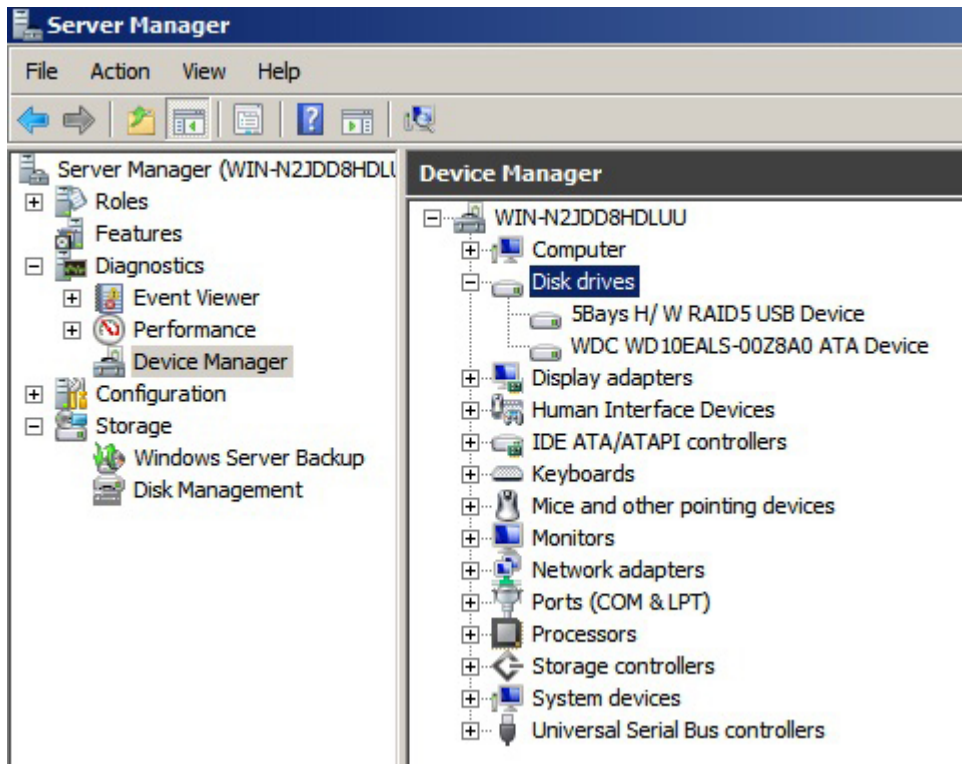 Server Manager
File Action View Help
Server Manager (WIN-N2JDD8HDLU
Roles
Features
Diagnostics
Event Viewer
Performance
Device Manager
Configuration
Storage
Windows Server Backup
Disk Management
Device Manager
WIN-N2JDD8HDLUU
Computer
Disk drives
5Bays H/ W RAID5 USB Device
WDC WD10EALS-00Z8A0 ATA Device
Display adapters
Human Interface Devices
IDE ATA/ATAPI controllers
Keyboards
Mice and other pointing devices
Monitors
Network adapters
Ports (COM & LPT)
Processors
Storage controllers
System devices
Universal Serial Bus controllers